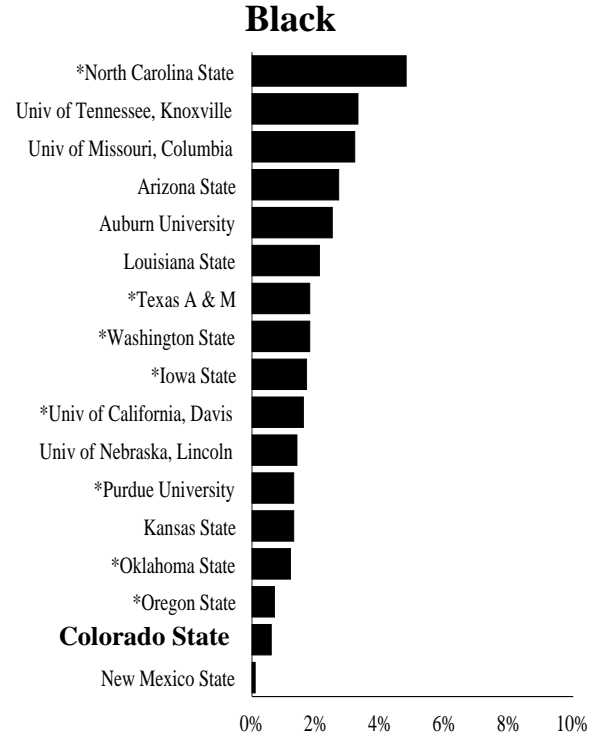 Black
*North Carolina State
Univ of Tennessee, Knoxville
Univ of Missouri, Columbia
Arizona State
Auburn University
Louisiana State
*Texas A & M
*Washington State
*Iowa State
*Univ of California, Davis
Univ of Nebraska, Lincoln
*Purdue University
Kansas State
*Oklahoma State
*Oregon State
Colorado State
New Mexico State
0% 2% 4% 6% 8% 10%